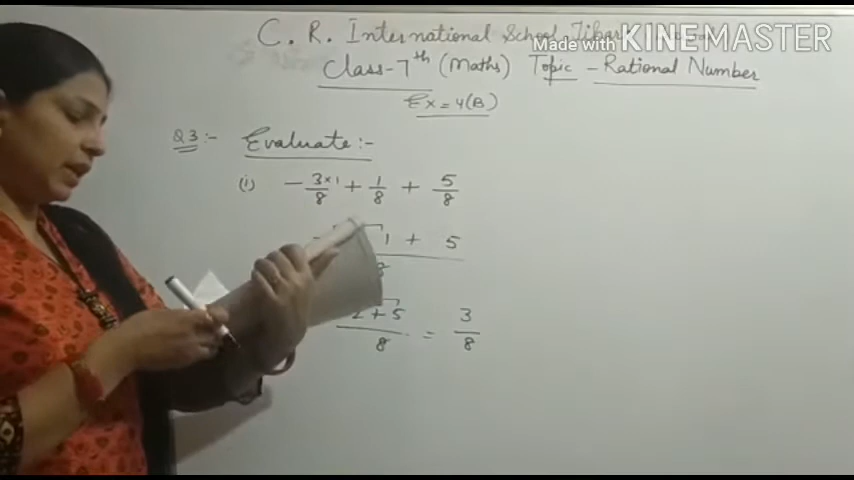 C. R. International School
Made with KINEMASTER
Class-7th (Maths) Topic - Rational Number
Ex = 4(B)
Q3:- Evaluate :-
(i) - 3×1/8 + 1/8 + 5/8
1 + 5
8
2 + 5/8 = 3/8